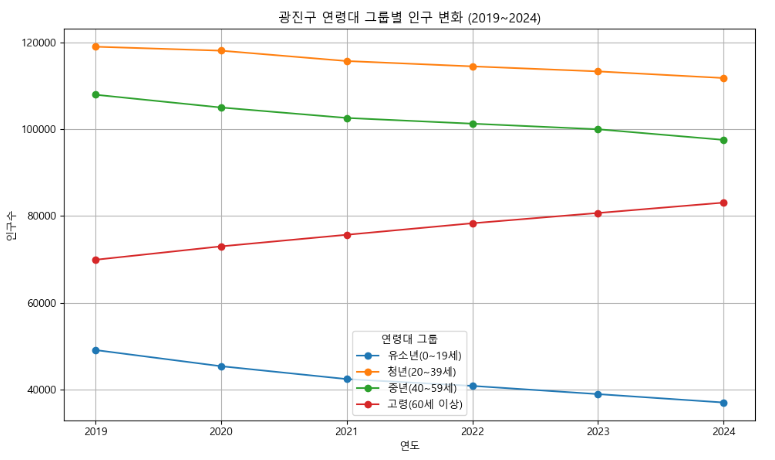 광진구 연령대 그룹별 인구 변화 (2019~2024)
120000
100000
80000
60000
40000
인구수
연령대 그룹
유소년(0~19세)
청년(20~39세)
중년(40~59세)
고령(60세 이상)
2019 2020 2021 2022 2023 2024
연도